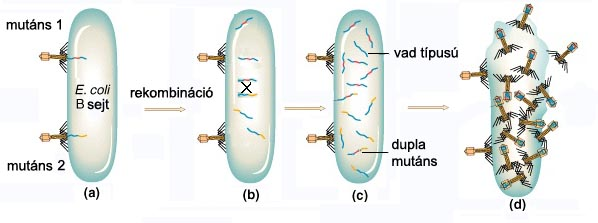 mutáns 1
E. coli
B sejt
mutáns 2
(a)
rekombináció
(b)
vad típusú
dupla
mutáns
(c)
(d)